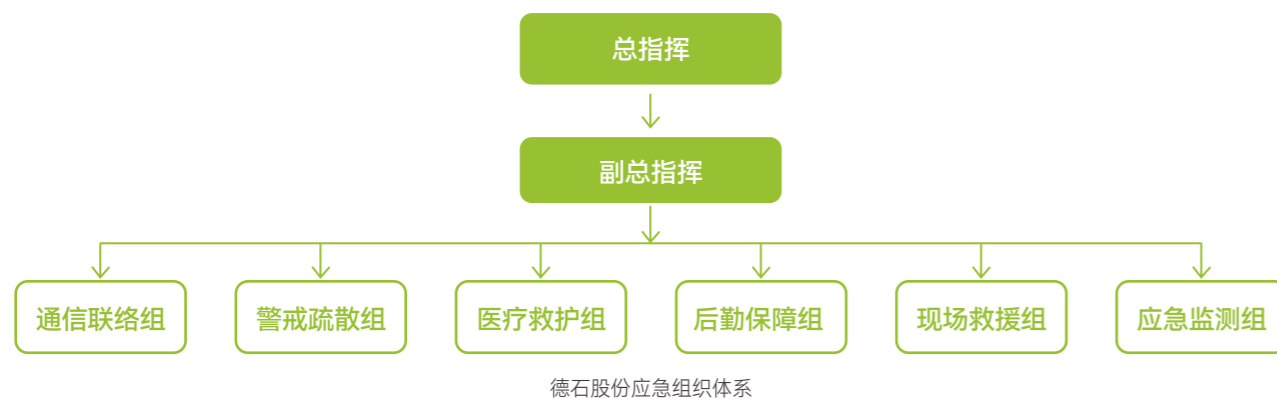 总指挥
副总指挥
通信联络组
警戒疏散组
医疗救护组
后勤保障组
现场救援组
应急监测组
德石股份应急组织体系